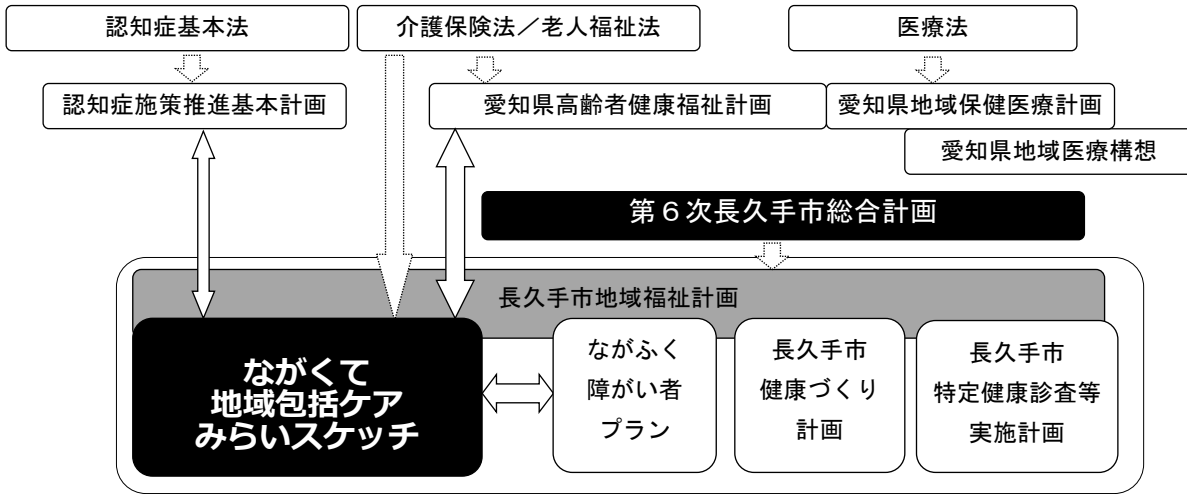 認知症基本法
介護保険法／老人福祉法
医療法
認知症施策推進基本計画
愛知県高齢者健康福祉計画
愛知県地域保健医療計画
愛知県地域医療構想
第６次長久手市総合計画
長久手市地域福祉計画
ながくて
地域包括ケア
みらいスケッチ
ながふく
障がい者
プラン
長久手市
健康づくり
計画
長久手市
特定健康診査等
実施計画